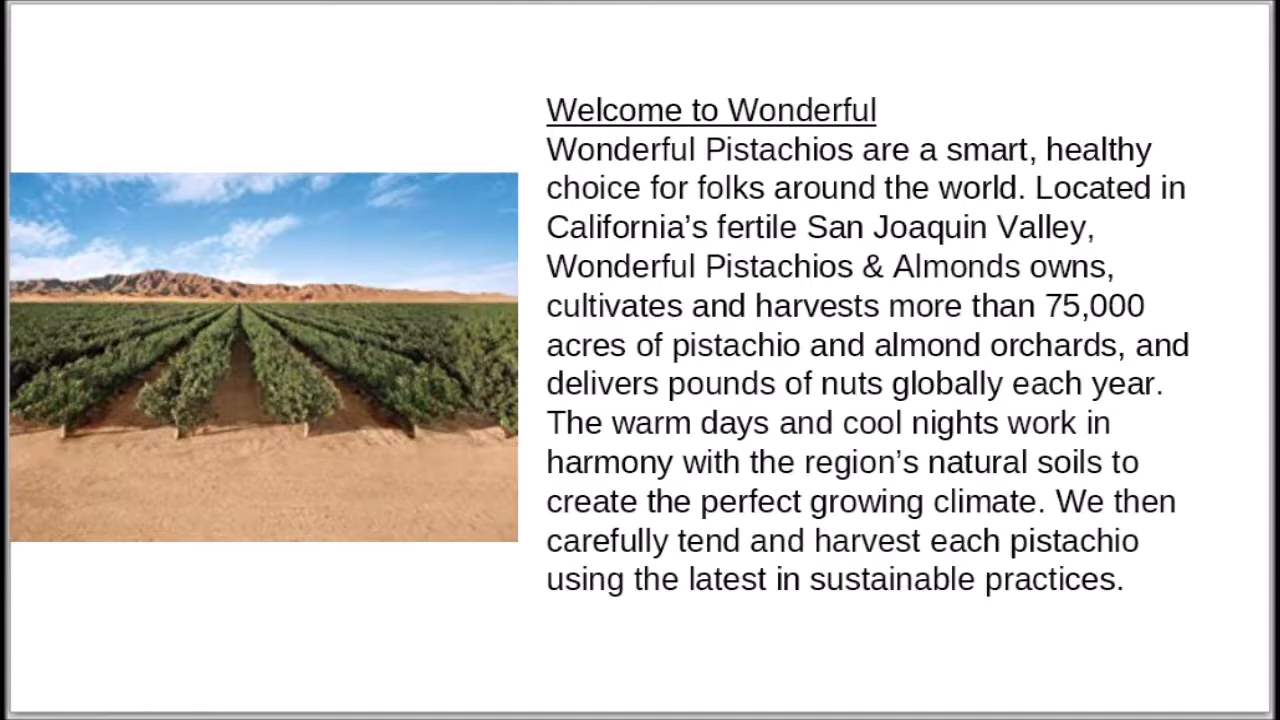 Welcome to Wonderful
Wonderful Pistachios are a smart, healthy
choice for folks around the world. Located in
California’s fertile San Joaquin Valley,
Wonderful Pistachios & Almonds owns,
cultivates and harvests more than 75,000
acres of pistachio and almond orchards, and
delivers pounds of nuts globally each year.
The warm days and cool nights work in
harmony with the region’s natural soils to
create the perfect growing climate. We then
carefully tend and harvest each pistachio
using the latest in sustainable practices.